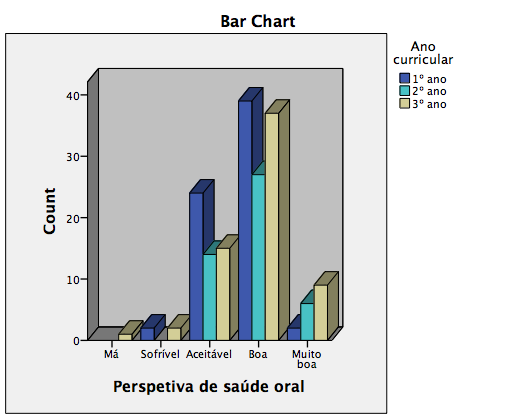 Bar Chart
Ano
curricular
1º ano
2º ano
3º ano
40
30
20
10
0
Count
Má Sofrível Aceitável Boa Muito
boa
Perspetiva de saúde oral